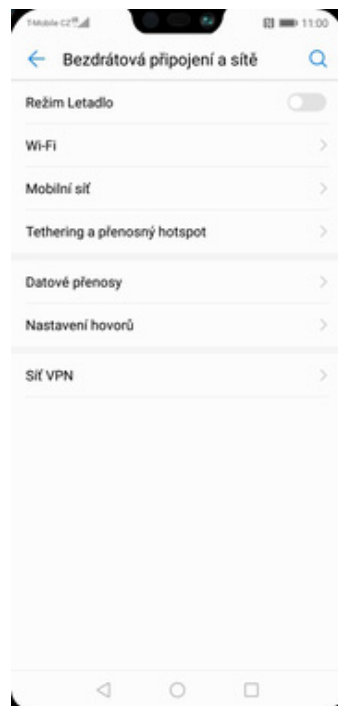 T-Mobile CZ 11:00
Bezdrátová připojení a sítě
Režim Letadlo
Wi-Fi
Mobilní síť
Tethering a přenosný hotspot
Datové přenosy
Nastavení hovorů
Síť VPN